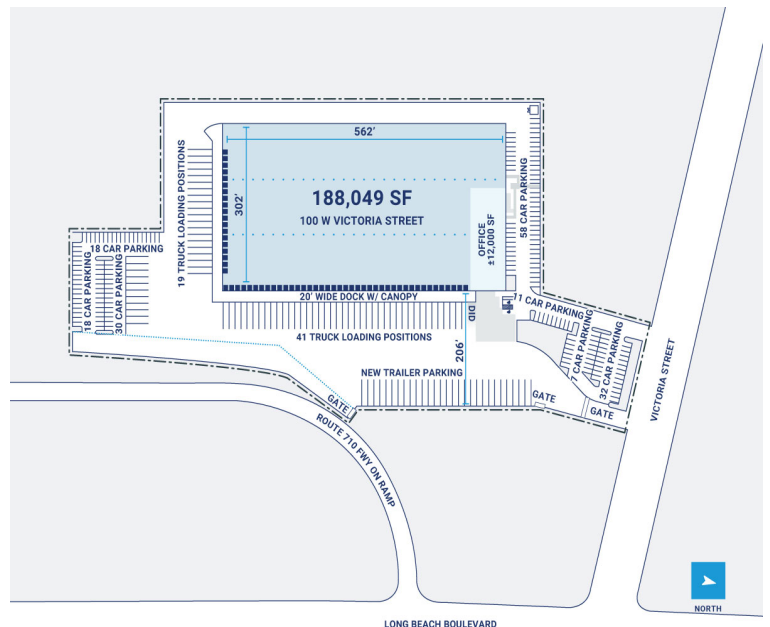 562'
302'
188,049 SF
100 W VICTORIA STREET
OFFICE
±12,000 SF
58 CAR PARKING
19 TRUCK LOADING POSITIONS
18 CAR PARKING
18 CAR PARKING
30 CAR PARKING
20' WIDE DOCK W/ CANOPY
DID
11 CAR PARKING
41 TRUCK LOADING POSITIONS
206'
7 CAR PARKING
32 CAR PARKING
NEW TRAILER PARKING
GATE
GATE
GATE
VICTORIA STREET
ROUTE 710 FWY ON RAMP
NORTH
LONG BEACH BOULEVARD